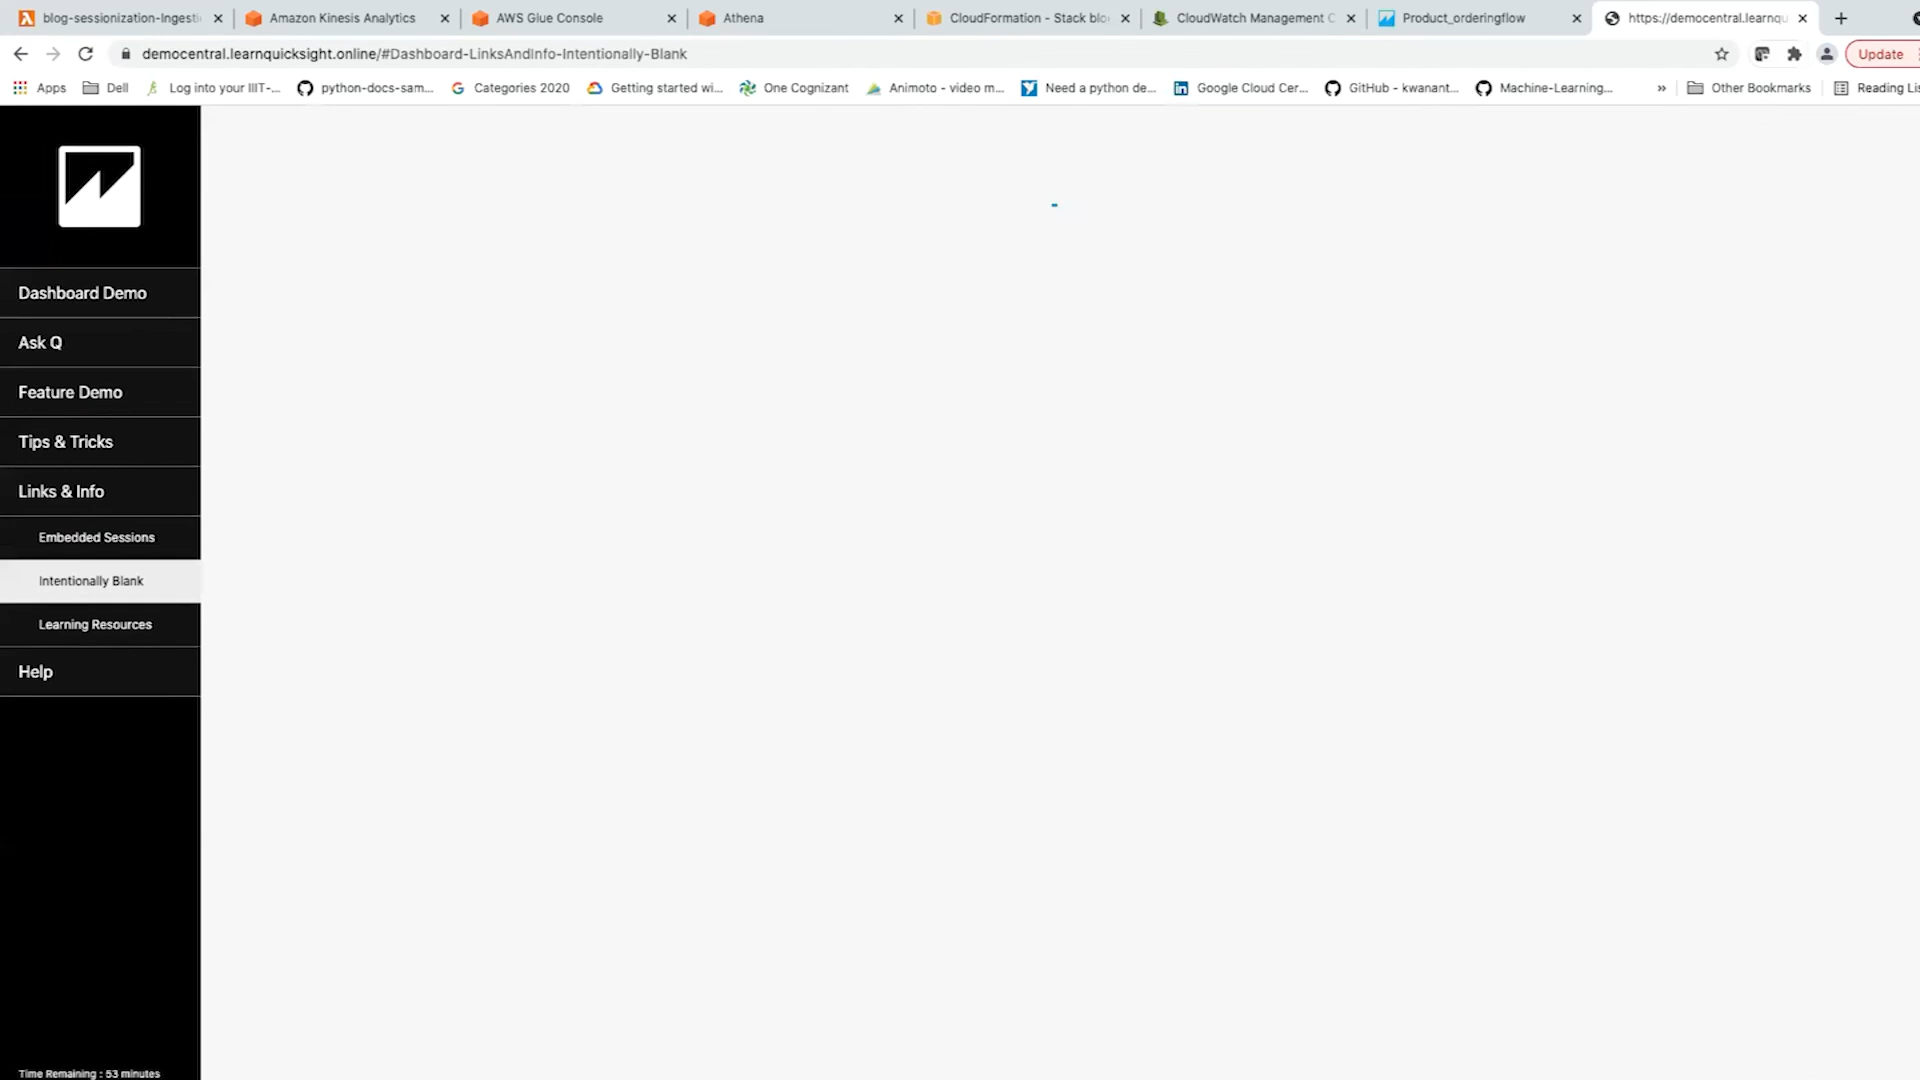 blog-sessionization-Ingesti
Amazon Kinesis Analytics
AWS Glue Console
Athena
CloudFormation - Stack blo
CloudWatch Management C
Product_orderingflow
https://democentral.learnqu
democentral.learnquicksight.online/#Dashboard-LinksAndInfo-Intentionally-Blank
Update
Apps
Dell
Log into your IIIT-...
python-docs-sam...
Categories 2020
Getting started wi...
One Cognizant
Animoto - video m...
Need a python de...
Google Cloud Cer...
GitHub - kwanant...
Machine-Learning...
»
Other Bookmarks
Reading Lis
Dashboard Demo
Ask Q
Feature Demo
Tips & Tricks
Links & Info
Embedded Sessions
Intentionally Blank
Learning Resources
Help
Time Remaining : 53 minutes